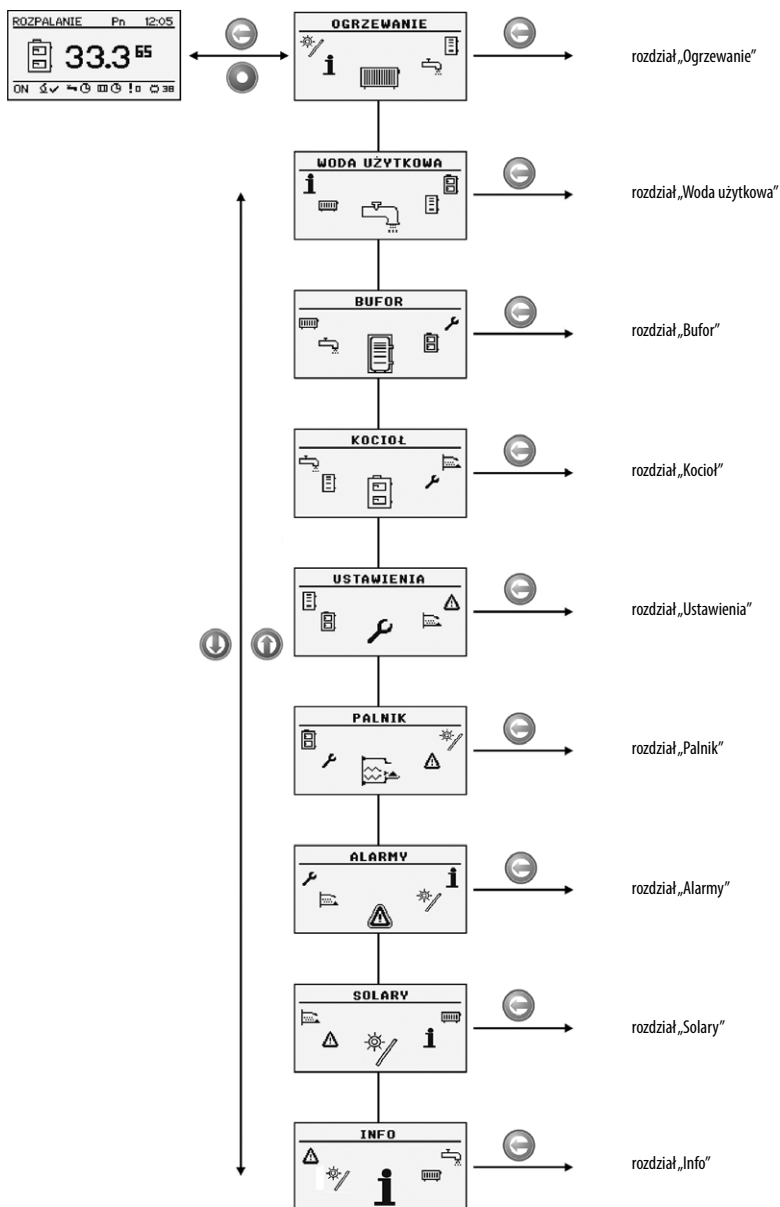 ROZPALANIE Pn 12:05
33.3 65
ON 38
OGRZEWANIE
rozdział „Ogrzewanie”
WODA UŻYTKOWA
rozdział „Woda użytkowa”
BUFOR
rozdział „Bufor”
KOCIOŁ
rozdział „Kocioł”
USTAWIENIA
rozdział „Ustawienia”
PALNIK
rozdział „Palnik”
ALARMY
rozdział „Alarmy”
SOLARY
rozdział „Solary”
INFO
rozdział „Info”